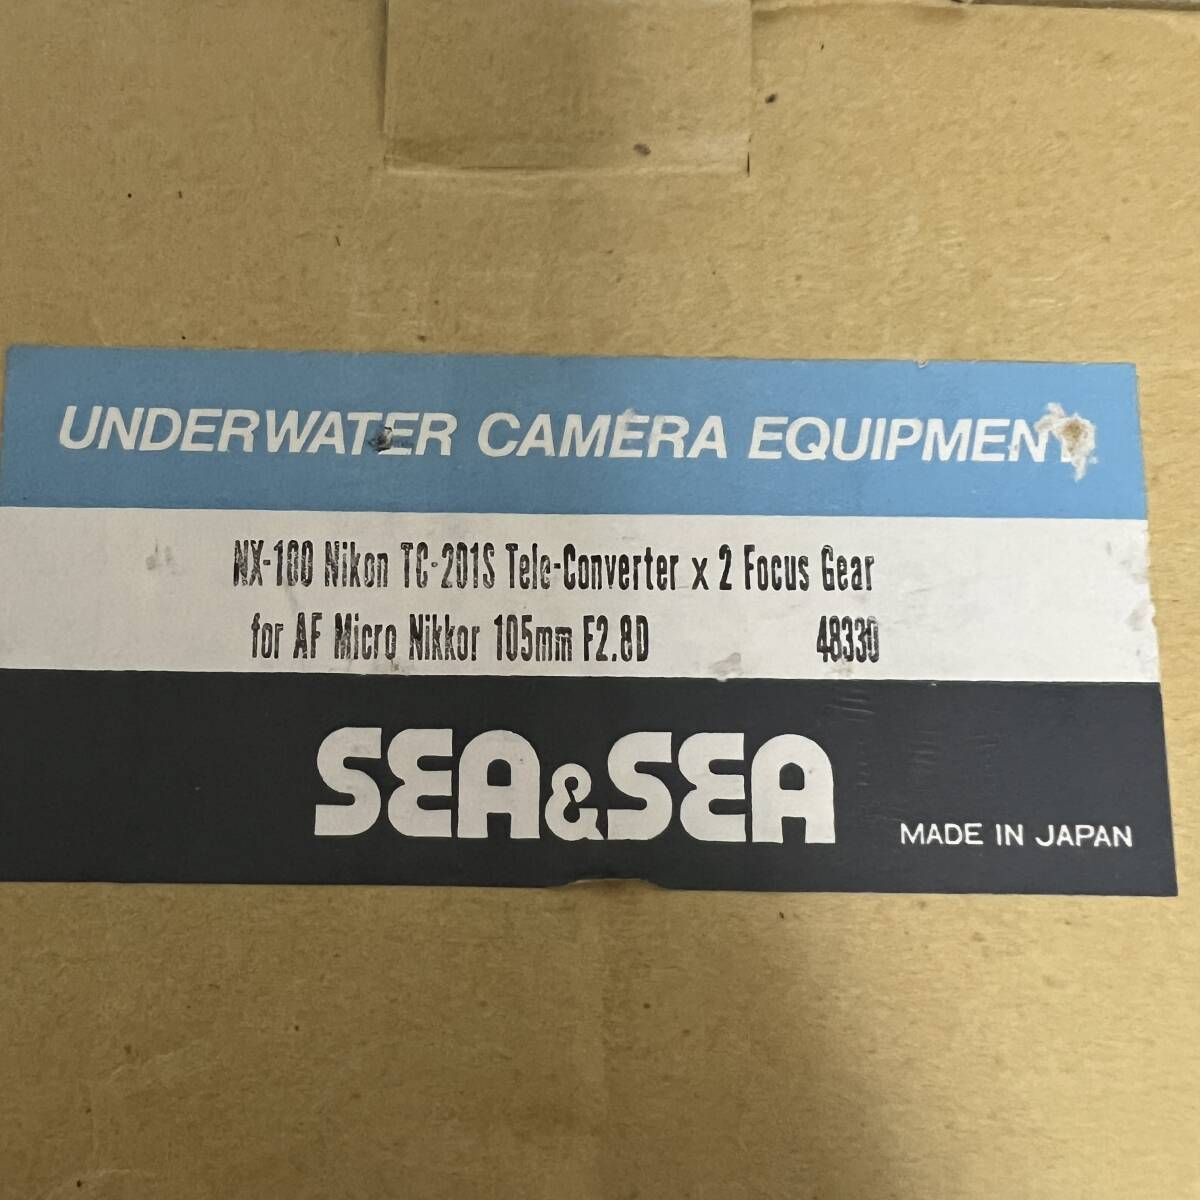 UNDERWATER CAMERA EQUIPMENT
NX-100 Nikon TC-201S Tele-Converter x 2 Focus Gear
for AF Micro Nikkor 105mm F2.8D 48330
SEA&SEA
MADE IN JAPAN